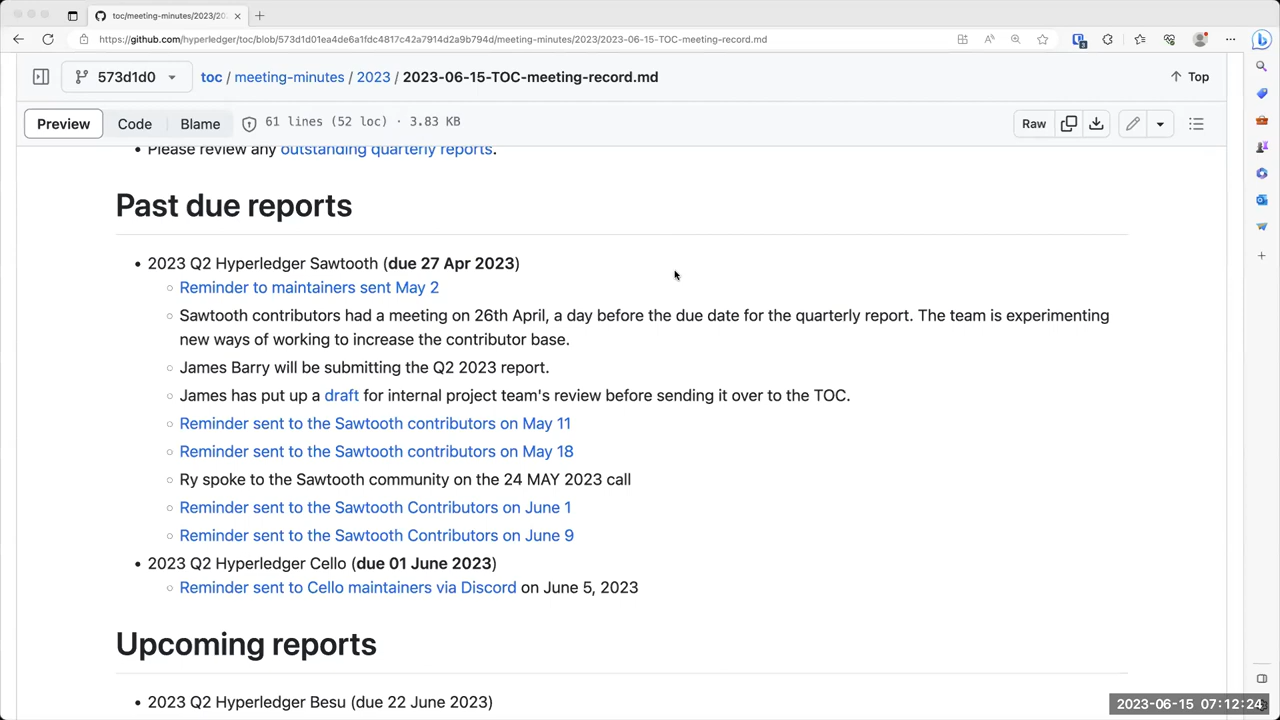 toc/meeting-minutes/2023/20
https://github.com/hyperledger/toc/blob/573d1d01ea4de6a1fdc4817c42a7914d2a9b794d/meeting-minutes/2023/2023-06-15-TOC-meeting-record.md
573d1d0
toc / meeting-minutes / 2023 / 2023-06-15-TOC-meeting-record.md
Top
Preview
Code
Blame
61 lines (52 loc) · 3.83 KB
Raw
• Please review any outstanding quarterly reports.
Past due reports
• 2023 Q2 Hyperledger Sawtooth (due 27 Apr 2023)
◦ Reminder to maintainers sent May 2
◦ Sawtooth contributors had a meeting on 26th April, a day before the due date for the quarterly report. The team is experimenting
new ways of working to increase the contributor base.
◦ James Barry will be submitting the Q2 2023 report.
◦ James has put up a draft for internal project team's review before sending it over to the TOC.
◦ Reminder sent to the Sawtooth contributors on May 11
◦ Reminder sent to the Sawtooth contributors on May 18
◦ Ry spoke to the Sawtooth community on the 24 MAY 2023 call
◦ Reminder sent to the Sawtooth Contributors on June 1
◦ Reminder sent to the Sawtooth Contributors on June 9
• 2023 Q2 Hyperledger Cello (due 01 June 2023)
◦ Reminder sent to Cello maintainers via Discord on June 5, 2023
Upcoming reports
• 2023 Q2 Hyperledger Besu (due 22 June 2023)
2023-06-15 07:12:24